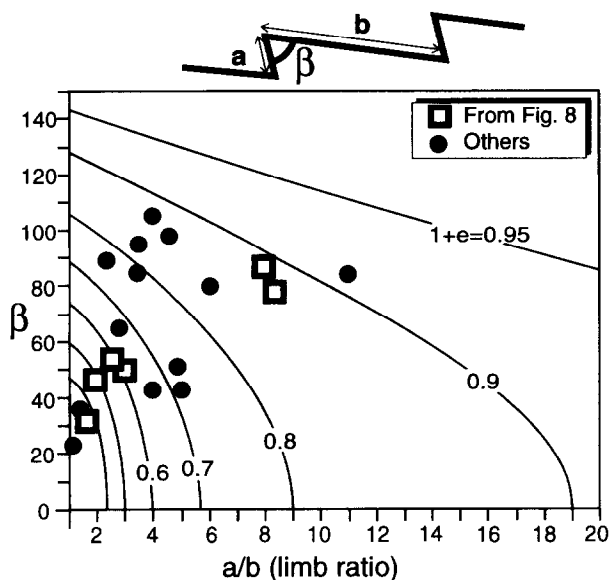 a
b
β
From Fig. 8
Others
1+e=0.95
0.9
0.8
0.7
0.6
β
140
120
100
80
60
40
20
0
2 4 6 8 10 12 14 16 18 20
a/b (limb ratio)